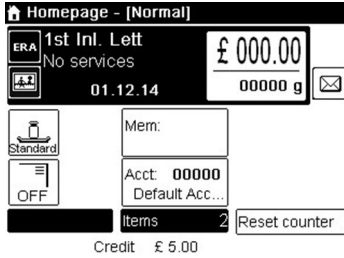 Homepage - [Normal]
ERA
1st Inl. Lett
No services
01.12.14
£ 000.00
00000 g
Standard
Mem:
OFF
Acct: 00000
Default Acc...
Items 2
Reset counter
Credit £ 5.00